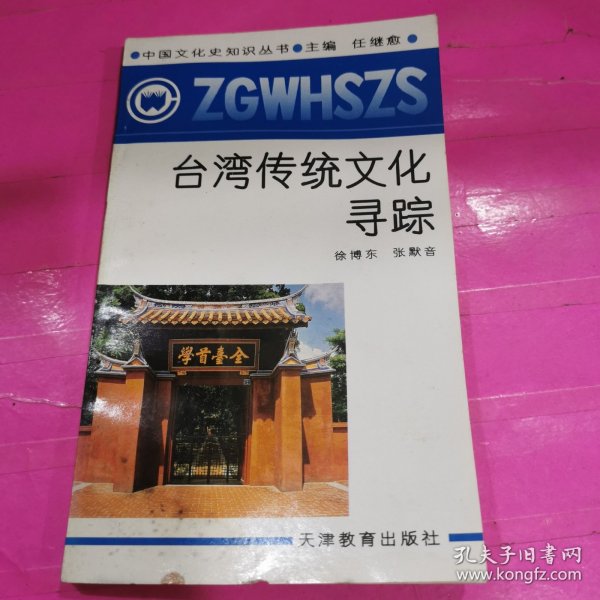 ●中国文化史知识丛书●主编 任继愈●
ZGWHSZS
台湾传统文化
寻踪
徐博东 张默音
學首臺全
天津教育出版社
孔夫子旧书网
www.kongfz.com